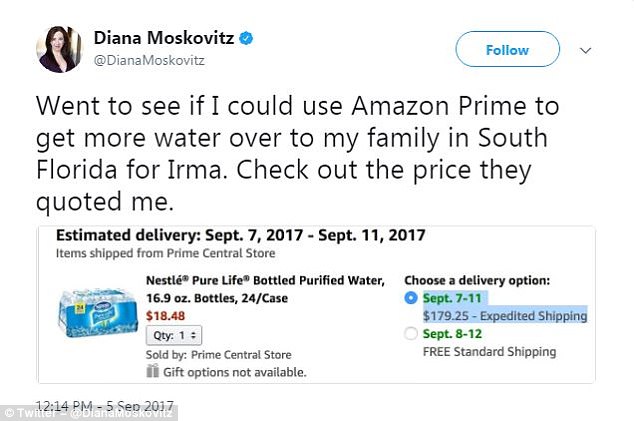 Diana Moskovitz
@DianaMoskovitz
Follow
Went to see if I could use Amazon Prime to
get more water over to my family in South
Florida for Irma. Check out the price they
quoted me.
Estimated delivery: Sept. 7, 2017 - Sept. 11, 2017
Items shipped from Prime Central Store
Nestlé® Pure Life® Bottled Purified Water,
16.9 oz. Bottles, 24/Case
$18.48
Qty: 1
Sold by: Prime Central Store
Gift options not available.
Choose a delivery option:
Sept. 7-11
$179.25 - Expedited Shipping
Sept. 8-12
FREE Standard Shipping
12:14 PM - 5 Sep 2017
© Twitter - @DianaMoskovitz